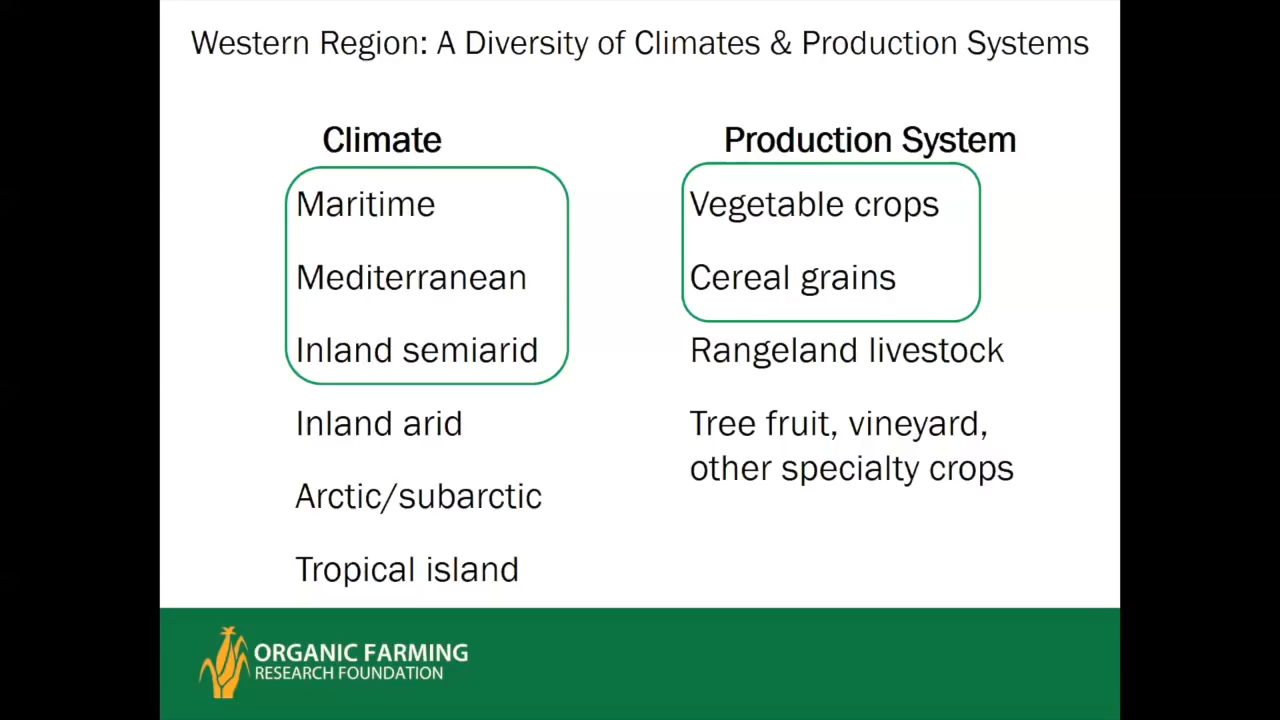 Western Region: A Diversity of Climates & Production Systems
Climate
Maritime
Mediterranean
Inland semiarid
Inland arid
Arctic/subarctic
Tropical island
Production System
Vegetable crops
Cereal grains
Rangeland livestock
Tree fruit, vineyard,
other specialty crops
ORGANIC FARMING
RESEARCH FOUNDATION